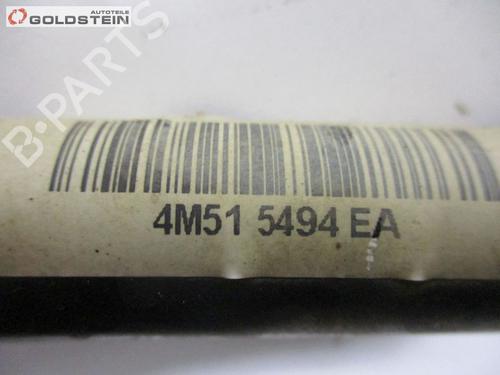 AUTOTEILE
GOLDSTEIN
B-PARTS
4M51 5494 EA